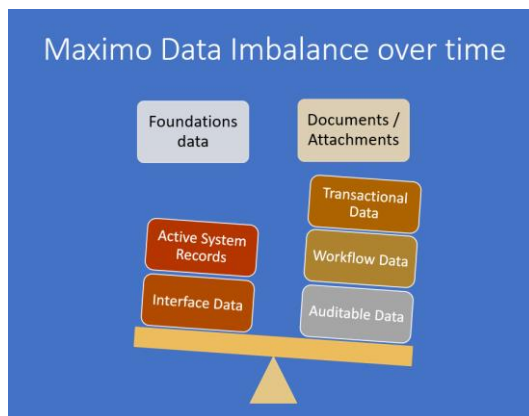 Maximo Data Imbalance over time
Foundations
data
Documents /
Attachments
Transactional
Data
Active System
Records
Workflow Data
Interface Data
Auditable Data